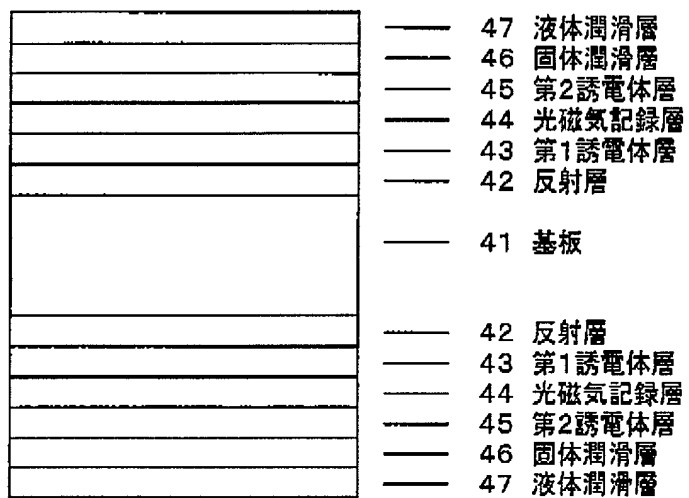 47 液体潤滑層
46 固体潤滑層
45 第2誘電体層
44 光磁気記録層
43 第1誘電体層
42 反射層
41 基板
42 反射層
43 第1誘電体層
44 光磁気記録層
45 第2誘電体層
46 固体潤滑層
47 液体潤滑層